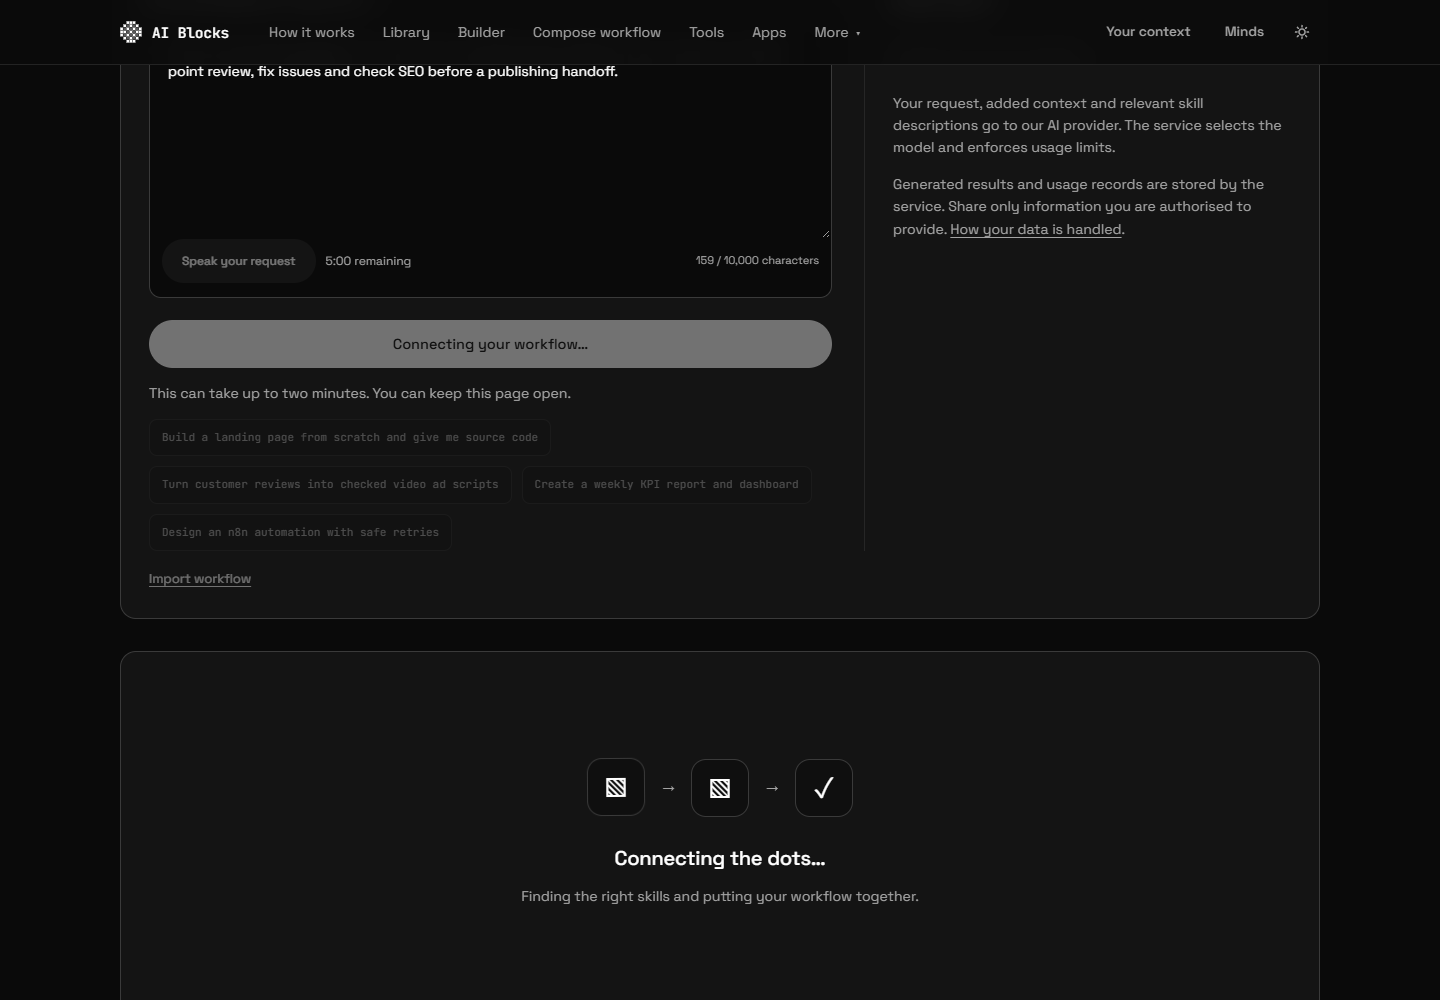 AI Blocks How it works Library Builder Compose workflow Tools Apps More Your context Minds
point review, fix issues and check SEO before a publishing handoff.
Speak your request 5:00 remaining 159 / 10,000 characters
Connecting your workflow...
This can take up to two minutes. You can keep this page open.
Build a landing page from scratch and give me source code
Turn customer reviews into checked video ad scripts Create a weekly KPI report and dashboard
Design an n8n automation with safe retries
Import workflow
Your request, added context and relevant skill
descriptions go to our AI provider. The service selects the
model and enforces usage limits.
Generated results and usage records are stored by the
service. Share only information you are authorised to
provide. How your data is handled.
Connecting the dots...
Finding the right skills and putting your workflow together.